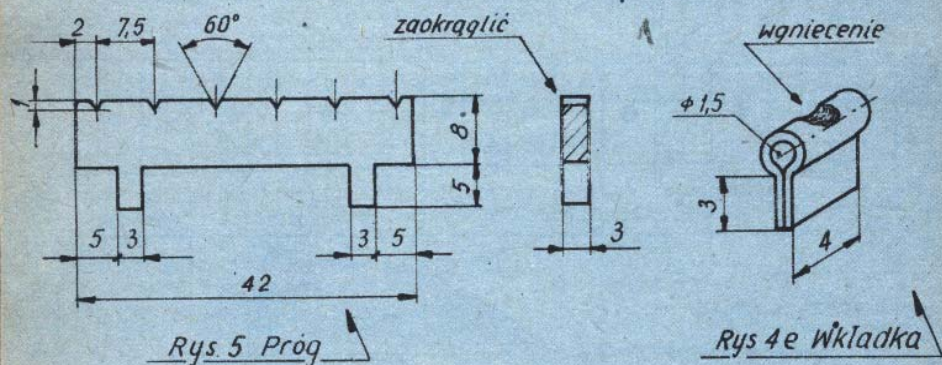 2 7,5 60°
zaokrąglić
wgniecenie
1
8
5
5 3 3 5
42
3
ϕ1,5
3
4
Rys. 5 Próg
Rys 4e Wkładka